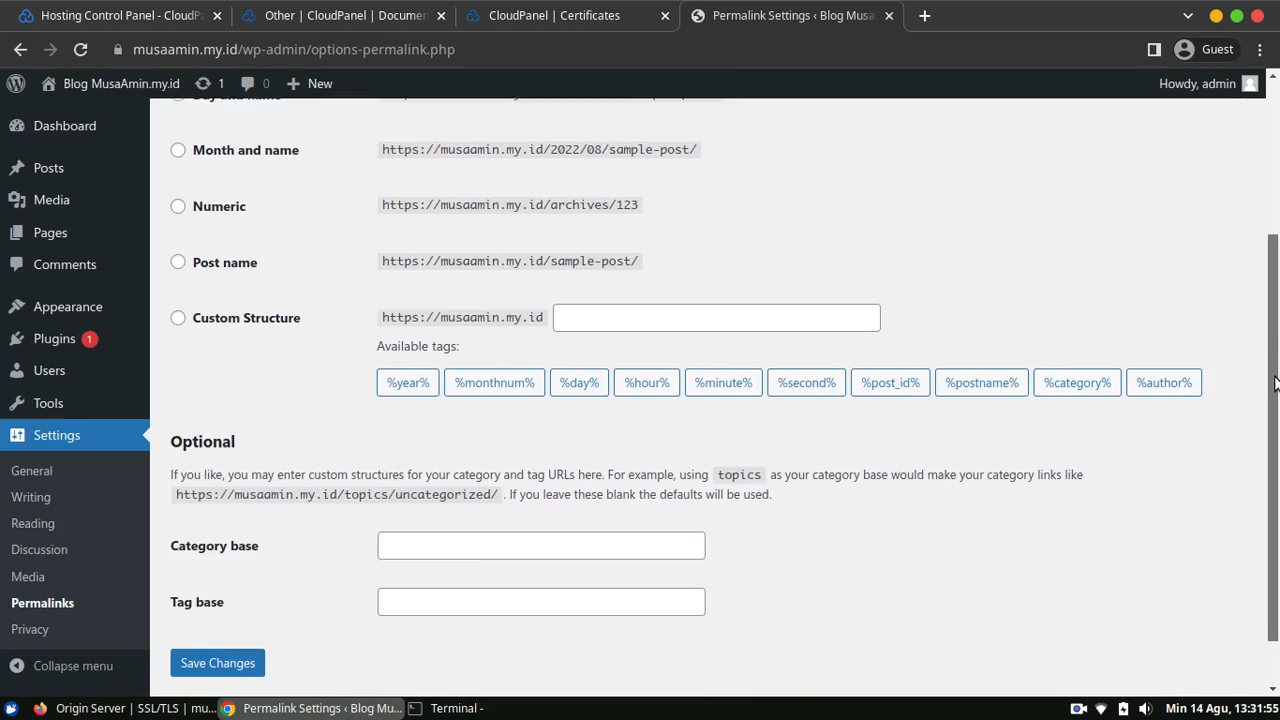 Hosting Control Panel - CloudP
Other | CloudPanel | Documen
CloudPanel | Certificates
Permalink Settings ‹ Blog Musa
musaamin.my.id/wp-admin/options-permalink.php
Guest
Blog MusaAmin.my.id
1
0
New
Howdy, admin
Dashboard
Posts
Media
Pages
Comments
Appearance
Plugins 1
Users
Tools
Settings
General
Writing
Reading
Discussion
Media
Permalinks
Privacy
Collapse menu
Day and name
Month and name https://musaamin.my.id/2022/08/sample-post/
Numeric https://musaamin.my.id/archives/123
Post name https://musaamin.my.id/sample-post/
Custom Structure https://musaamin.my.id
Available tags:
%year% %monthnum% %day% %hour% %minute% %second% %post_id% %postname% %category% %author%
Optional
If you like, you may enter custom structures for your category and tag URLs here. For example, using topics as your category base would make your category links like
https://musaamin.my.id/topics/uncategorized/ . If you leave these blank the defaults will be used.
Category base
Tag base
Save Changes
Origin Server | SSL/TLS | mu...
Permalink Settings ‹ Blog Mu...
Terminal -
Min 14 Agu, 13:31:55